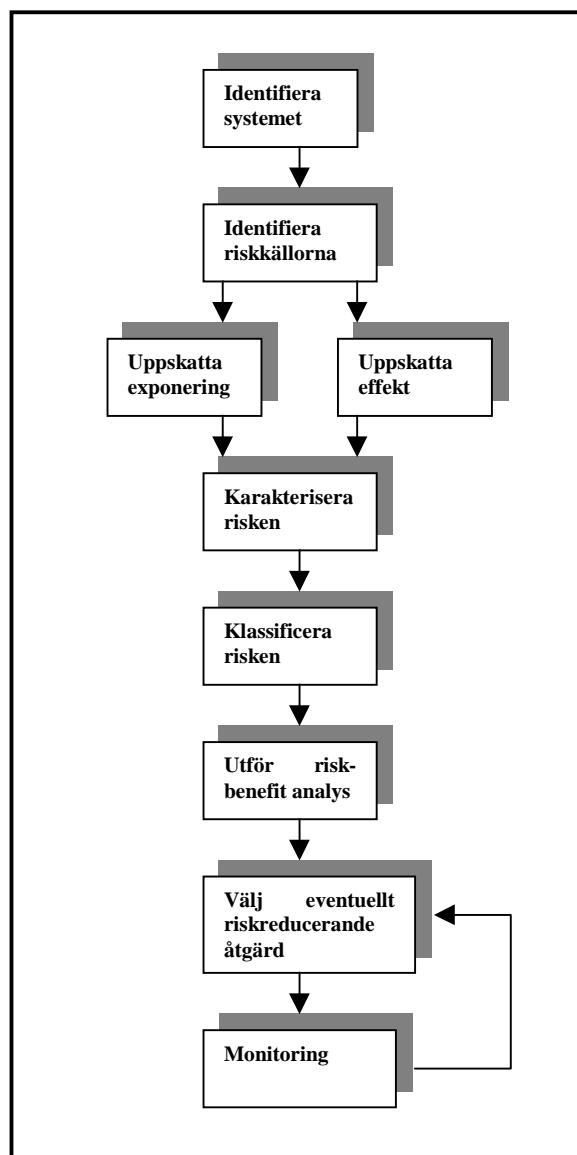 Identifiera
systemet
Identifiera
riskkällorna
Uppskatta
exponering
Uppskatta
effekt
Karakterisera
risken
Klassificera
risken
Utför risk-
benefit analys
Välj eventuellt
riskreducerande
åtgärd
Monitoring